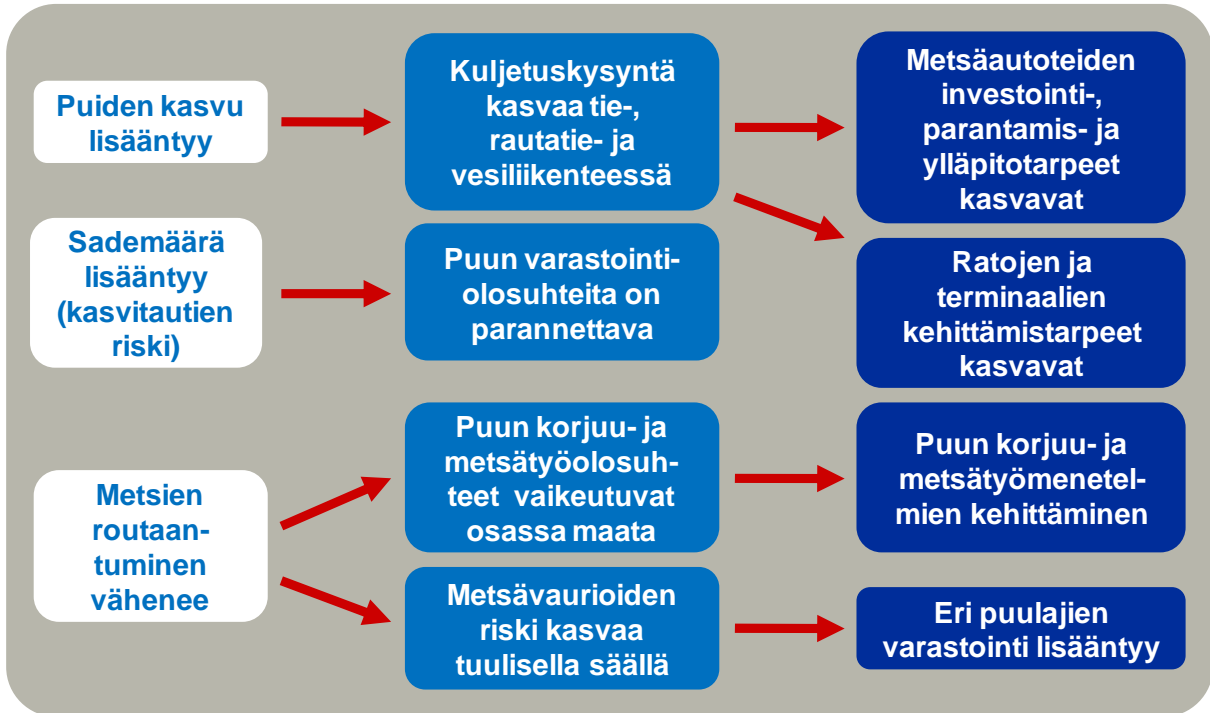 Puiden kasvu
lisääntyy
Kuljetuskysyntä
kasvaa tie-,
rautatie- ja
vesiliikenteessä
Metsäautoteiden
investointi-,
parantamis- ja
ylläpitotarpeet
kasvavat
Sademäärä
lisääntyy
(kasvitautien
riski)
Puun varastointi-
olosuhteita on
parannettava
Ratojen ja
terminaalien
kehittämistarpeet
kasvavat
Metsien
routaan-
tuminen
vähenee
Puun korjuu- ja
metsätyöolosuh-
teet vaikeutuvat
osassa maata
Puun korjuu- ja
metsätyömenetel-
mien kehittäminen
Metsävaurioiden
riski kasvaa
tuulisella säällä
Eri puulajien
varastointi lisääntyy